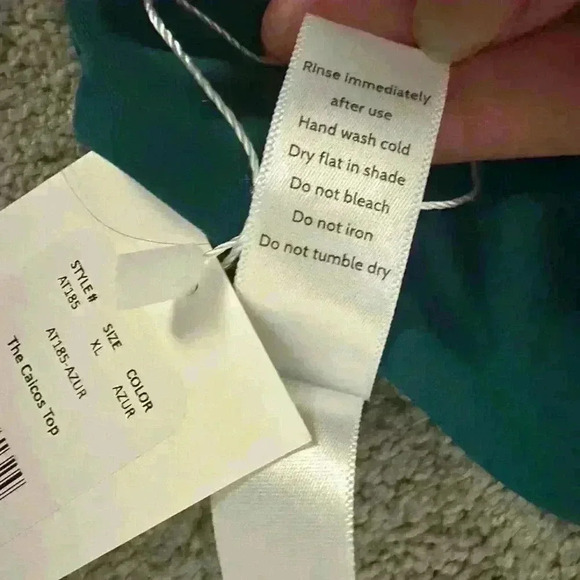 Rinse immediately
after use
Hand wash cold
Dry flat in shade
Do not bleach
Do not iron
Do not tumble dry
STYLE# SIZE COLOR
AT185 XL AZUR
AT185-AZUR
The Caicos Top